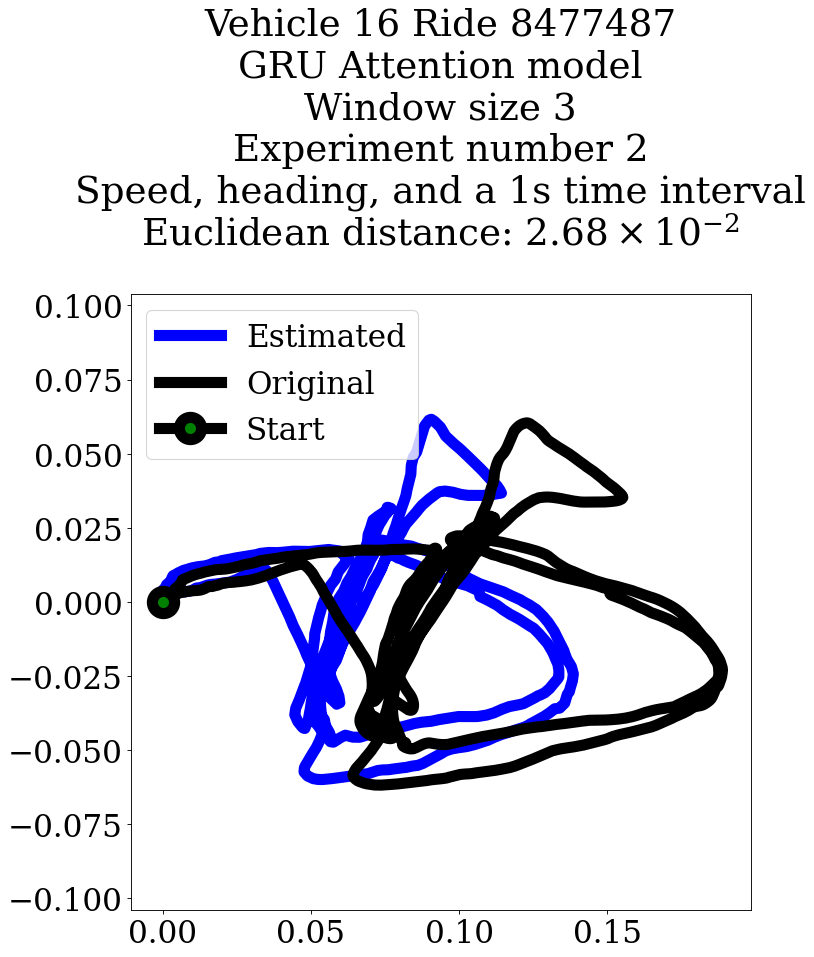 Vehicle 16 Ride 8477487
GRU Attention model
Window size 3
Experiment number 2
Speed, heading, and a 1s time interval
Euclidean distance: 2.68 × 10⁻²
0.100
Estimated
0.075
Original
0.050
Start
0.025
0.000
−0.025
−0.050
−0.075
−0.100
0.00 0.05 0.10 0.15